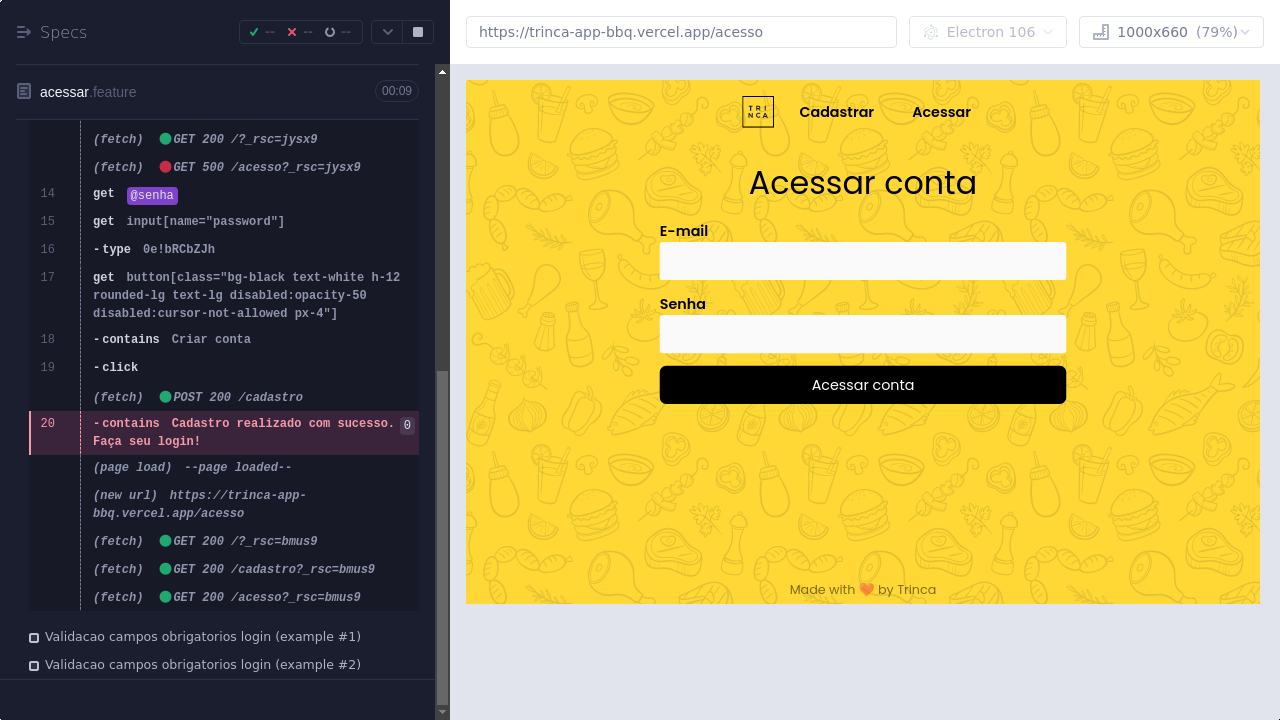 Specs
--
--
--
https://trinca-app-bbq.vercel.app/acesso
Electron 106
1000x660 (79%)
acessar.feature
00:09
(fetch) GET 200 /?_rsc=jysx9
(fetch) GET 500 /acesso?_rsc=jysx9
14 get @senha
15 get input[name="password"]
16 -type 0e!bRCbZJh
17 get button[class="bg-black text-white h-12
rounded-lg text-lg disabled:opacity-50
disabled:cursor-not-allowed px-4"]
18 -contains Criar conta
19 -click
(fetch) POST 200 /cadastro
20 -contains Cadastro realizado com sucesso. 0
Faça seu login!
(page load) --page loaded--
(new url) https://trinca-app-
bbq.vercel.app/acesso
(fetch) GET 200 /?_rsc=bmus9
(fetch) GET 200 /cadastro?_rsc=bmus9
(fetch) GET 200 /acesso?_rsc=bmus9
Validacao campos obrigatorios login (example #1)
Validacao campos obrigatorios login (example #2)
TRI
NCA
Cadastrar
Acessar
Acessar conta
E-mail
Senha
Acessar conta
Made with 🧡 by Trinca